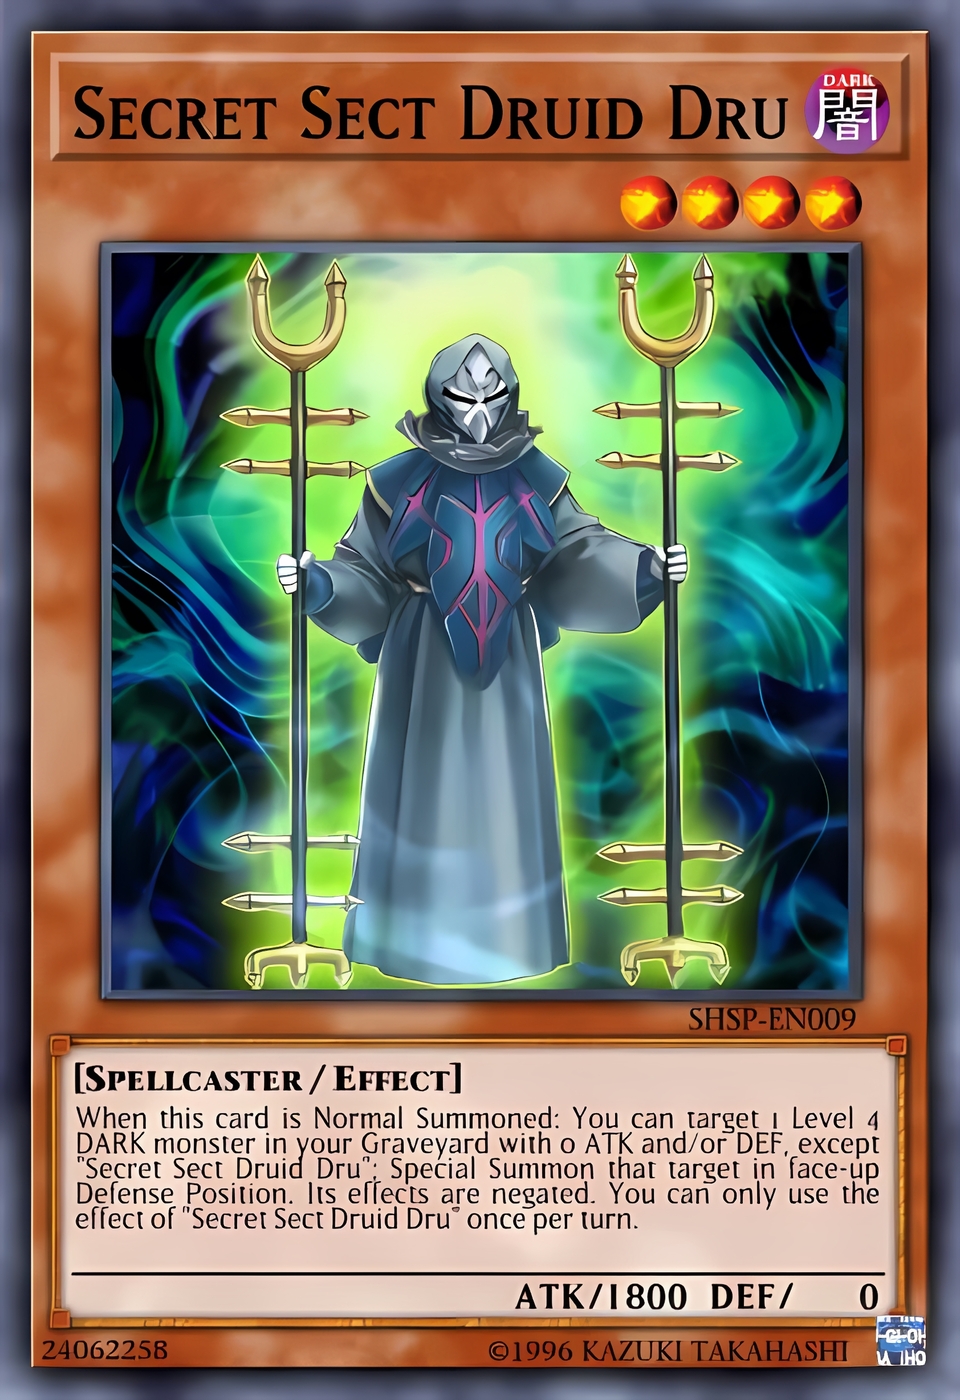 Secret Sect Druid Dru
DARK
闇
SHSP-EN009
[Spellcaster / Effect]
When this card is Normal Summoned: You can target 1 Level 4
DARK monster in your Graveyard with 0 ATK and/or DEF, except
"Secret Sect Druid Dru"; Special Summon that target in face-up
Defense Position. Its effects are negated. You can only use the
effect of "Secret Sect Druid Dru" once per turn.
ATK/1800 DEF/ 0
24062258
©1996 KAZUKI TAKAHASHI